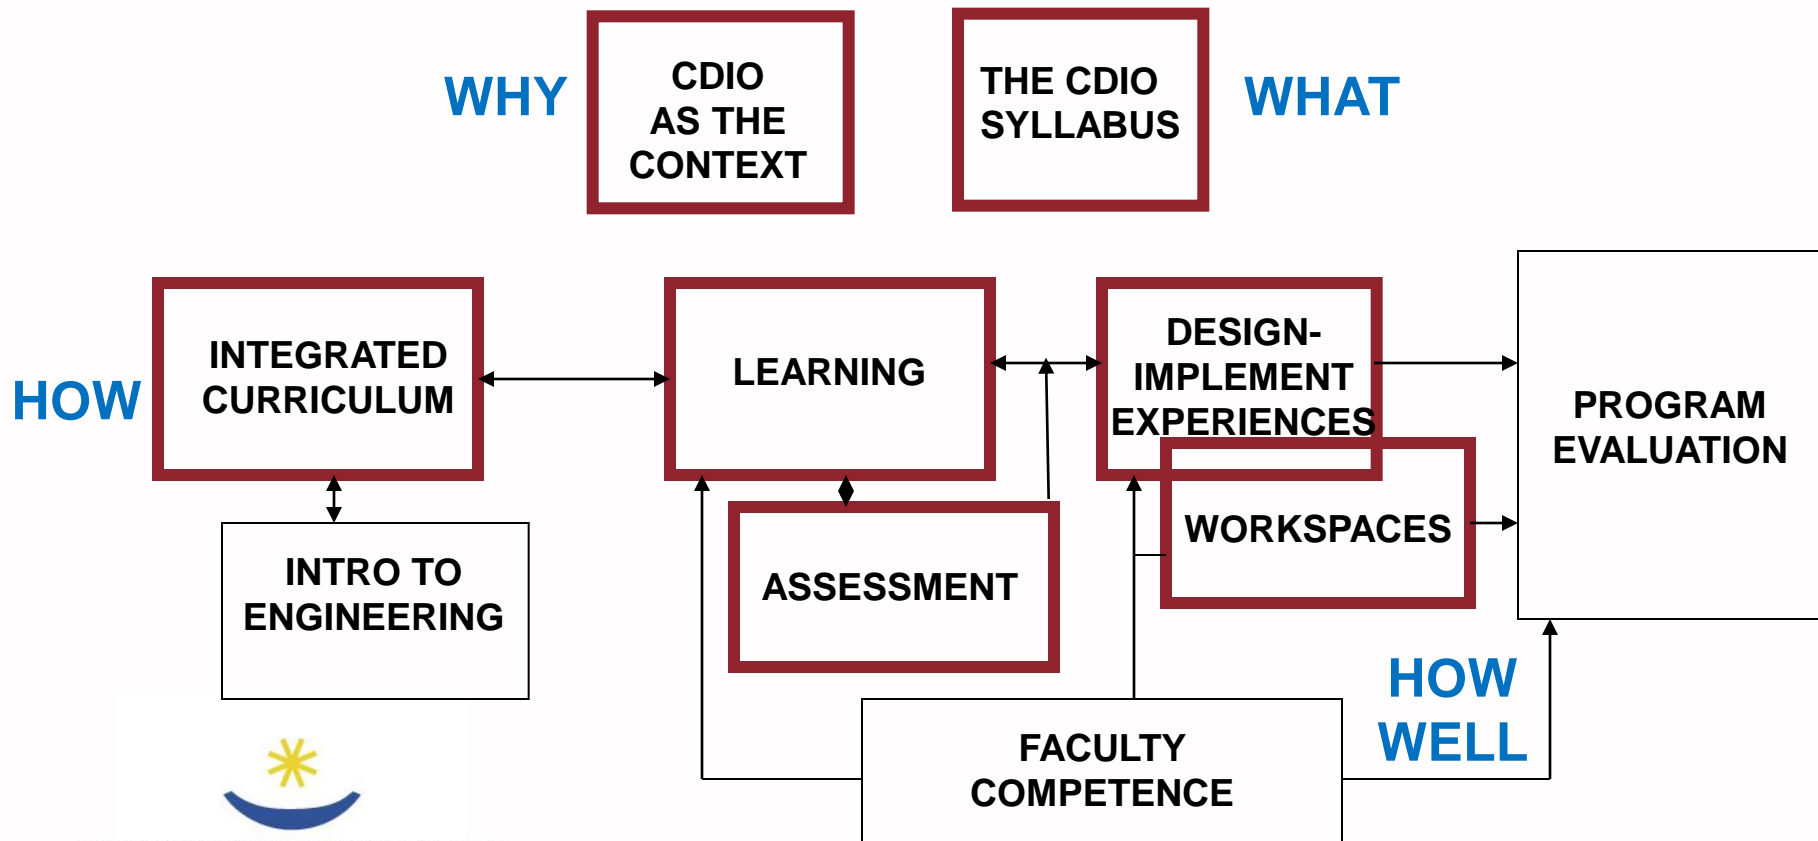 WHY
CDIO
AS THE
CONTEXT
THE CDIO
SYLLABUS
WHAT
HOW
INTEGRATED
CURRICULUM
LEARNING
DESIGN-
IMPLEMENT
EXPERIENCES
PROGRAM
EVALUATION
INTRO TO
ENGINEERING
ASSESSMENT
WORKSPACES
FACULTY
COMPETENCE
HOW
WELL